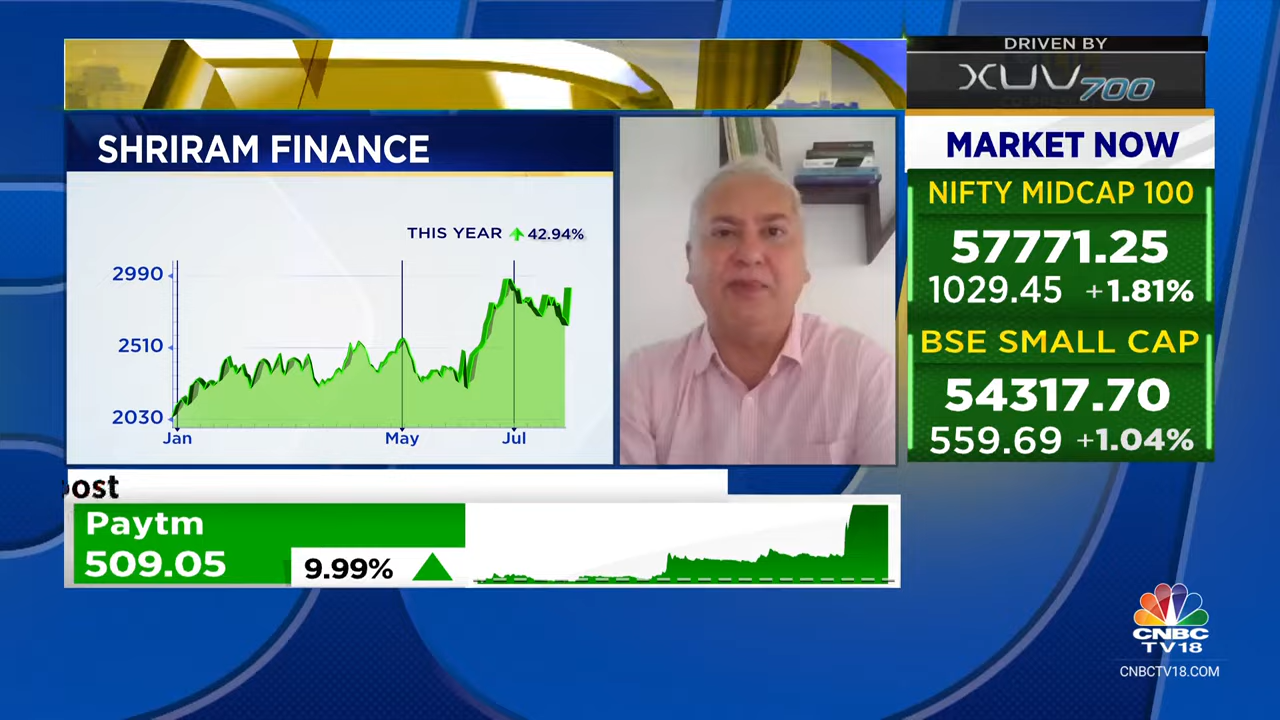 DRIVEN BY
XUV700
SHRIRAM FINANCE
MARKET NOW
THIS YEAR 42.94%
2990
2510
2030
Jan May Jul
NIFTY MIDCAP 100
57771.25
1029.45 +1.81%
BSE SMALL CAP
54317.70
559.69 +1.04%
ost
Paytm
509.05
9.99%
CNBC
TV18
CNBCTV18.COM